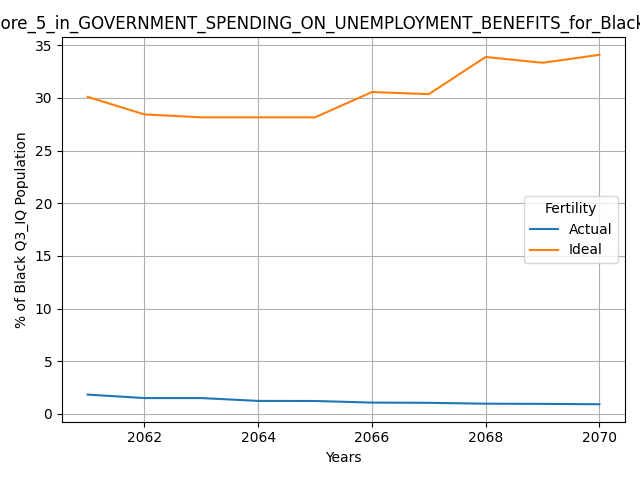 ore_5_in_GOVERNMENT_SPENDING_ON_UNEMPLOYMENT_BENEFITS_for_Black
35
30
25
20
15
10
5
0
% of Black Q3_IQ Population
Fertility
Actual
Ideal
2062
2064
2066
2068
2070
Years